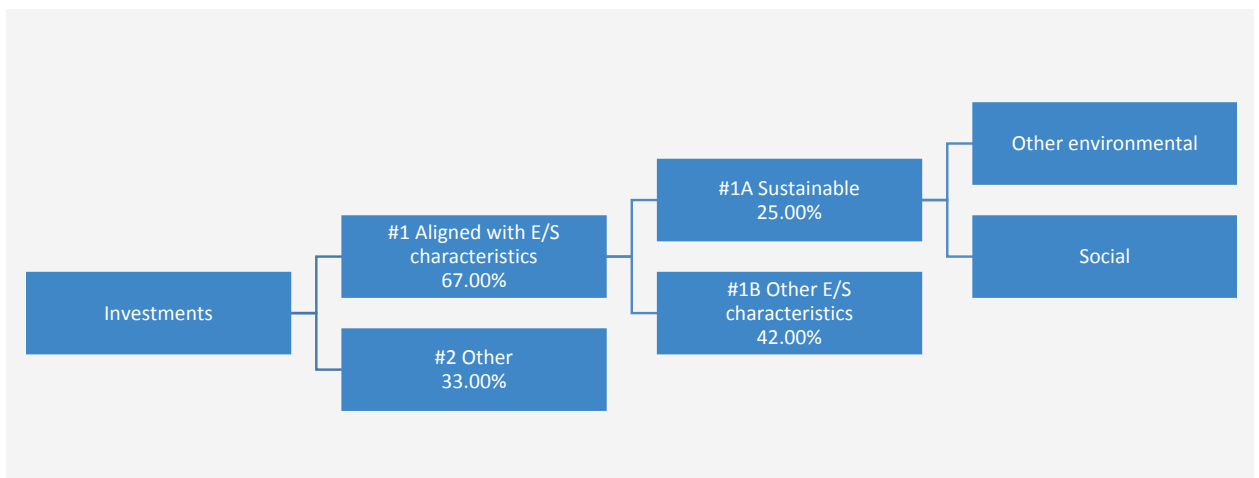 Investments
#1 Aligned with E/S
characteristics
67.00%
#2 Other
33.00%
#1A Sustainable
25.00%
#1B Other E/S
characteristics
42.00%
Other environmental
Social